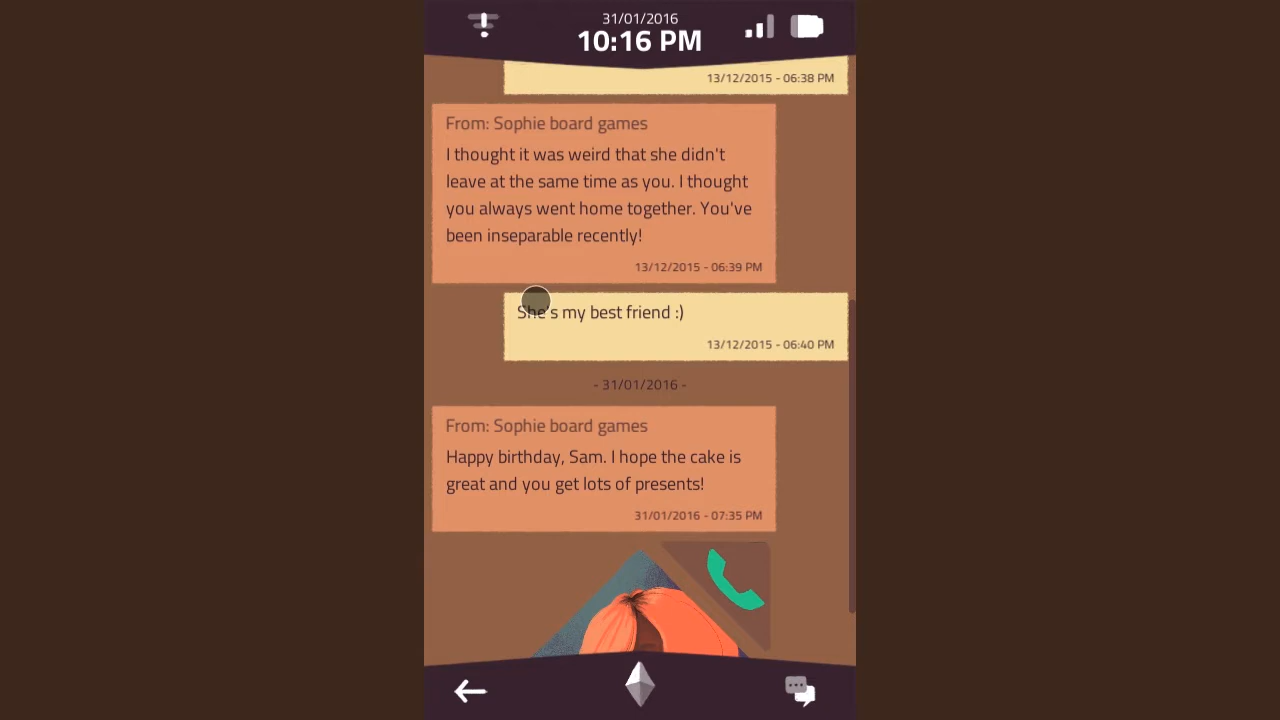 31/01/2016
10:16 PM
13/12/2015 - 06:38 PM
From: Sophie board games
I thought it was weird that she didn't
leave at the same time as you. I thought
you always went home together. You've
been inseparable recently!
13/12/2015 - 06:39 PM
She's my best friend :)
13/12/2015 - 06:40 PM
- 31/01/2016 -
From: Sophie board games
Happy birthday, Sam. I hope the cake is
great and you get lots of presents!
31/01/2016 - 07:35 PM